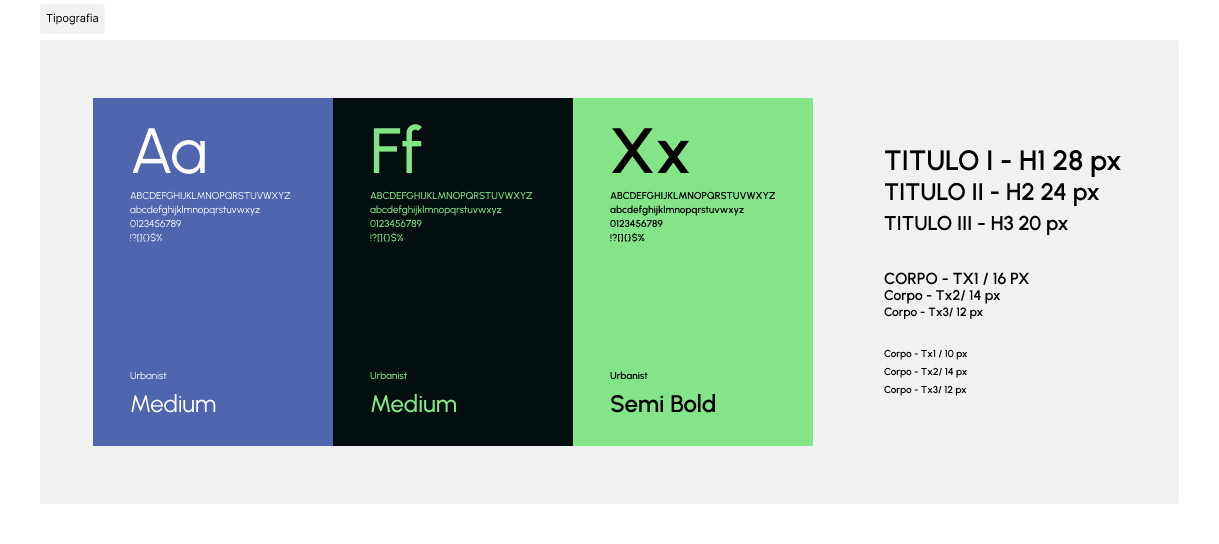 Tipografia
Aa
ABCDEFGHIJKLMNOPQRSTUVWXYZ
abcdefghijklmnopqrstuvwxyz
0123456789
!?[]()$%
Urbanist
Medium
Ff
ABCDEFGHIJKLMNOPQRSTUVWXYZ
abcdefghijklmnopqrstuvwxyz
0123456789
!?[]()$%
Urbanist
Medium
Xx
ABCDEFGHIJKLMNOPQRSTUVWXYZ
abcdefghijklmnopqrstuvwxyz
0123456789
!?[]()$%
Urbanist
Semi Bold
TITULO I - H1 28 px
TITULO II - H2 24 px
TITULO III - H3 20 px
CORPO - TX1 / 16 PX
Corpo - Tx2/ 14 px
Corpo - Tx3/ 12 px
Corpo - Tx1 / 10 px
Corpo - Tx2/ 14 px
Corpo - Tx3/ 12 px